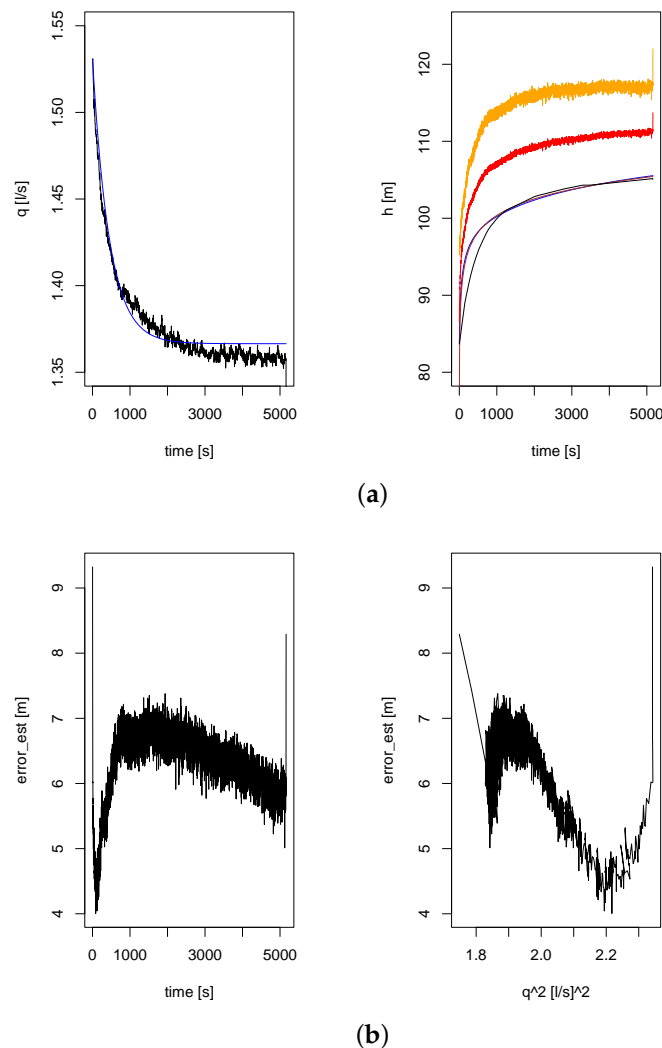 q [l/s]
1.55
1.50
1.45
1.40
1.35
0 1000 3000 5000
time [s]
h [m]
120
110
100
90
80
0 1000 3000 5000
time [s]
(a)
error_est [m]
9
8
7
6
5
4
0 1000 3000 5000
time [s]
error_est [m]
9
8
7
6
5
4
1.8 2.0 2.2
q^2 [l/s]^2
(b)